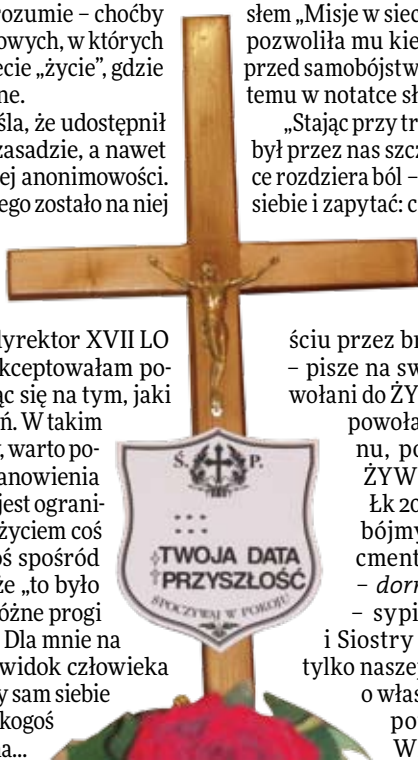 rozumie – choćby
owych, w których
ecie „życie”, gdzie
ne.
śla, że udostępnił
zasadzie, a nawet
ej anonimowości.
ego zostało na niej
dyrektor XVII LO
kceptowałam po-
ąc się na tym, jaki
ń. W takim
, warto po-
anowienia
jest ograni-
życiem coś
oś spośród
że „to było
óżne progi
Dla mnie na
widok człowieka
y sam siebie
kogoś
a...
Ś. P.
TWOJA DATA
PRZYSZŁOŚĆ
SPOCZYWAJ W POKOJU
słem „Misje w siec
pozwoliła mu kie
przed samobójstw
temu w notatce sł
„Stając przy tr
był przez nas szcz
ce rozdziera ból –
siebie i zapytać: c
ściu przez br
– pisze na sw
wołani do ŻY
powoła
nu, po
ŻYW
Łk 20
bójmy
cment
– dorn
– sypi
i Siostry
tylko naszej
o włas
po
W